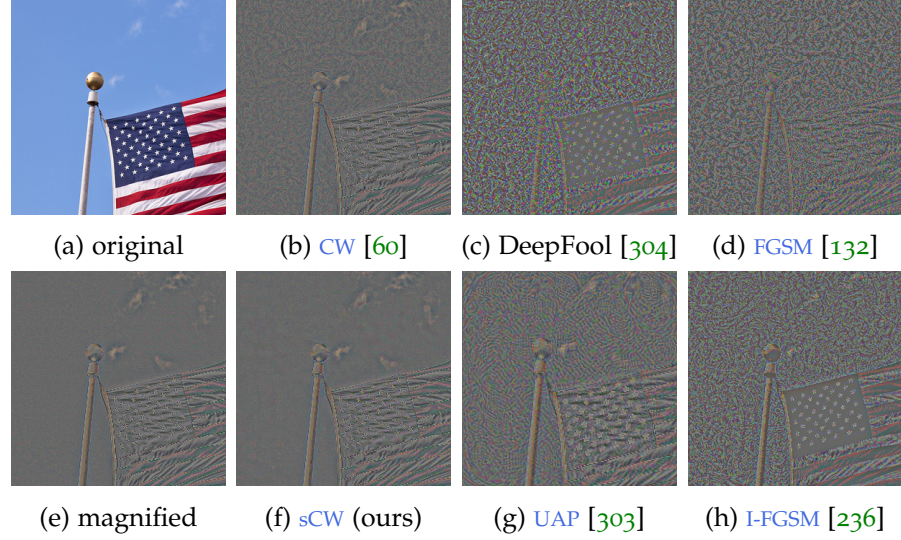 (a) original
(b) CW [60]
(c) DeepFool [304]
(d) FGSM [132]
(e) magnified
(f) sCW (ours)
(g) UAP [303]
(h) I-FGSM [236]